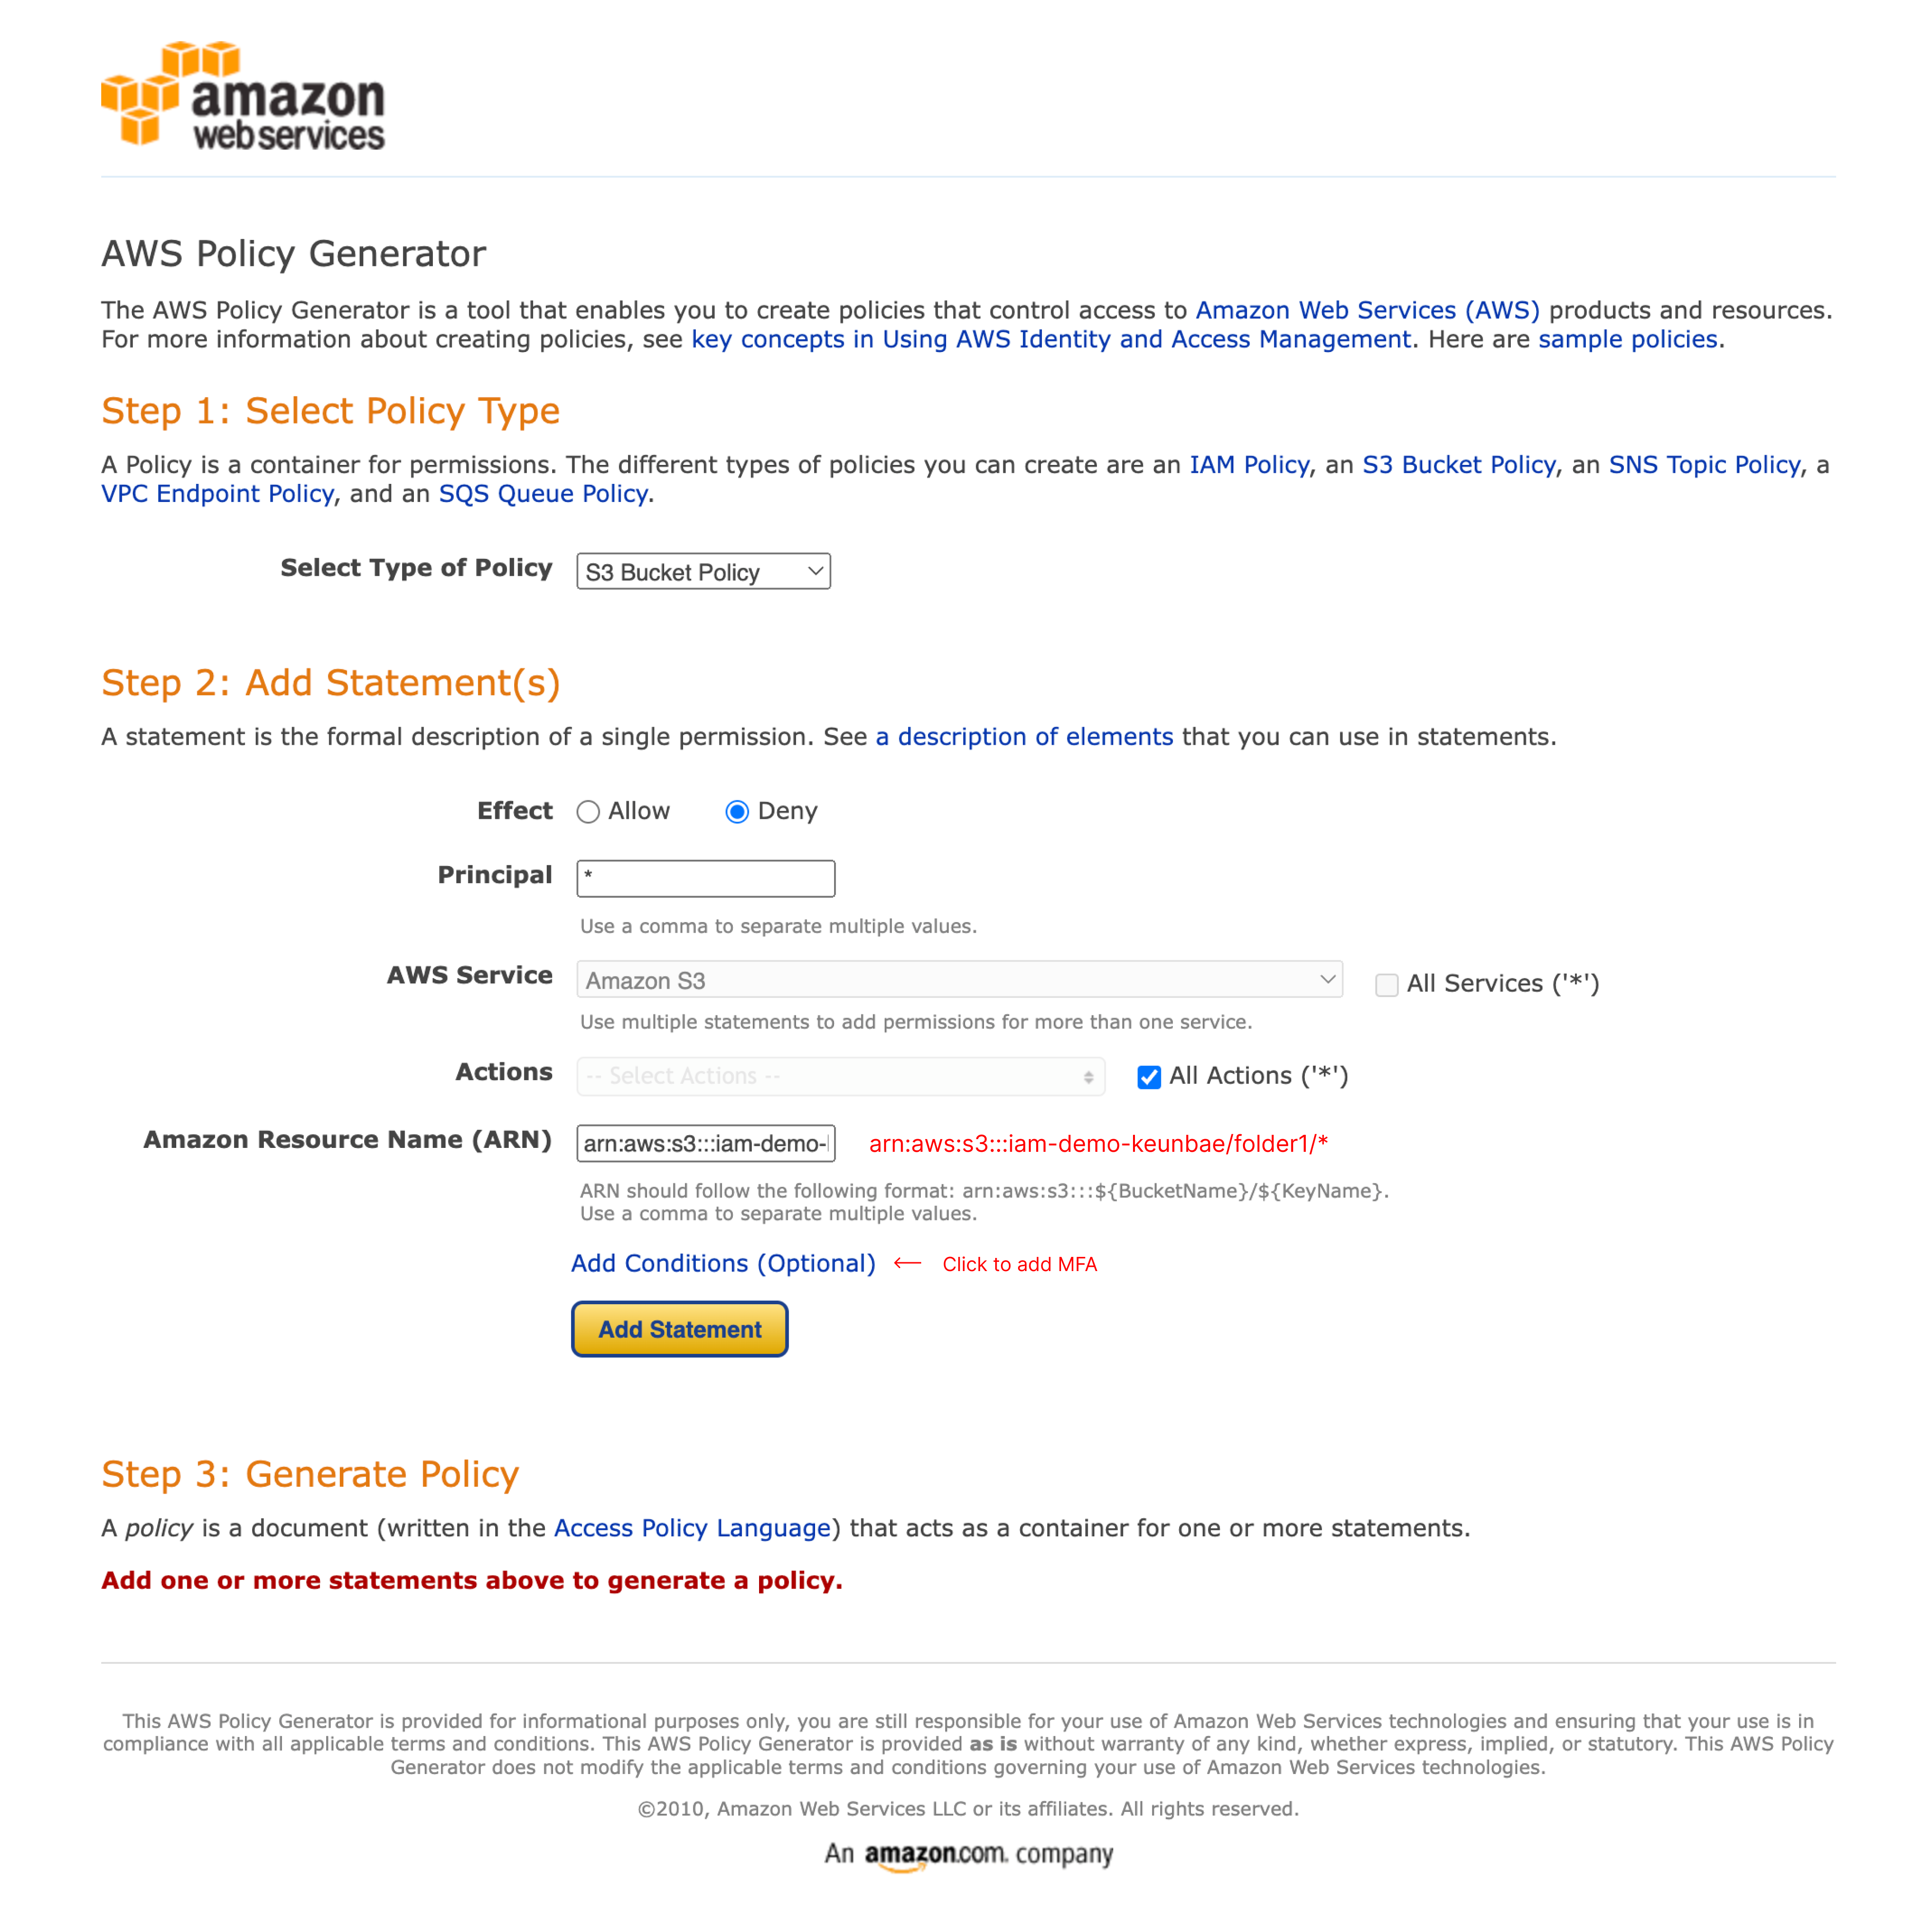 amazon
webservices
AWS Policy Generator
The AWS Policy Generator is a tool that enables you to create policies that control access to Amazon Web Services (AWS) products and resources.
For more information about creating policies, see key concepts in Using AWS Identity and Access Management. Here are sample policies.
Step 1: Select Policy Type
A Policy is a container for permissions. The different types of policies you can create are an IAM Policy, an S3 Bucket Policy, an SNS Topic Policy, a
VPC Endpoint Policy, and an SQS Queue Policy.
Select Type of Policy S3 Bucket Policy
Step 2: Add Statement(s)
A statement is the formal description of a single permission. See a description of elements that you can use in statements.
Effect Allow Deny
Principal *
Use a comma to separate multiple values.
AWS Service Amazon S3 All Services ('*')
Use multiple statements to add permissions for more than one service.
Actions -- Select Actions -- All Actions ('*')
Amazon Resource Name (ARN) arn:aws:s3:::iam-demo- arn:aws:s3:::iam-demo-keunbae/folder1/*
ARN should follow the following format: arn:aws:s3:::${BucketName}/${KeyName}.
Use a comma to separate multiple values.
Add Conditions (Optional) ← Click to add MFA
Add Statement
Step 3: Generate Policy
A policy is a document (written in the Access Policy Language) that acts as a container for one or more statements.
Add one or more statements above to generate a policy.
This AWS Policy Generator is provided for informational purposes only, you are still responsible for your use of Amazon Web Services technologies and ensuring that your use is in
compliance with all applicable terms and conditions. This AWS Policy Generator is provided as is without warranty of any kind, whether express, implied, or statutory. This AWS Policy
Generator does not modify the applicable terms and conditions governing your use of Amazon Web Services technologies.
©2010, Amazon Web Services LLC or its affiliates. All rights reserved.
An amazon.com. company